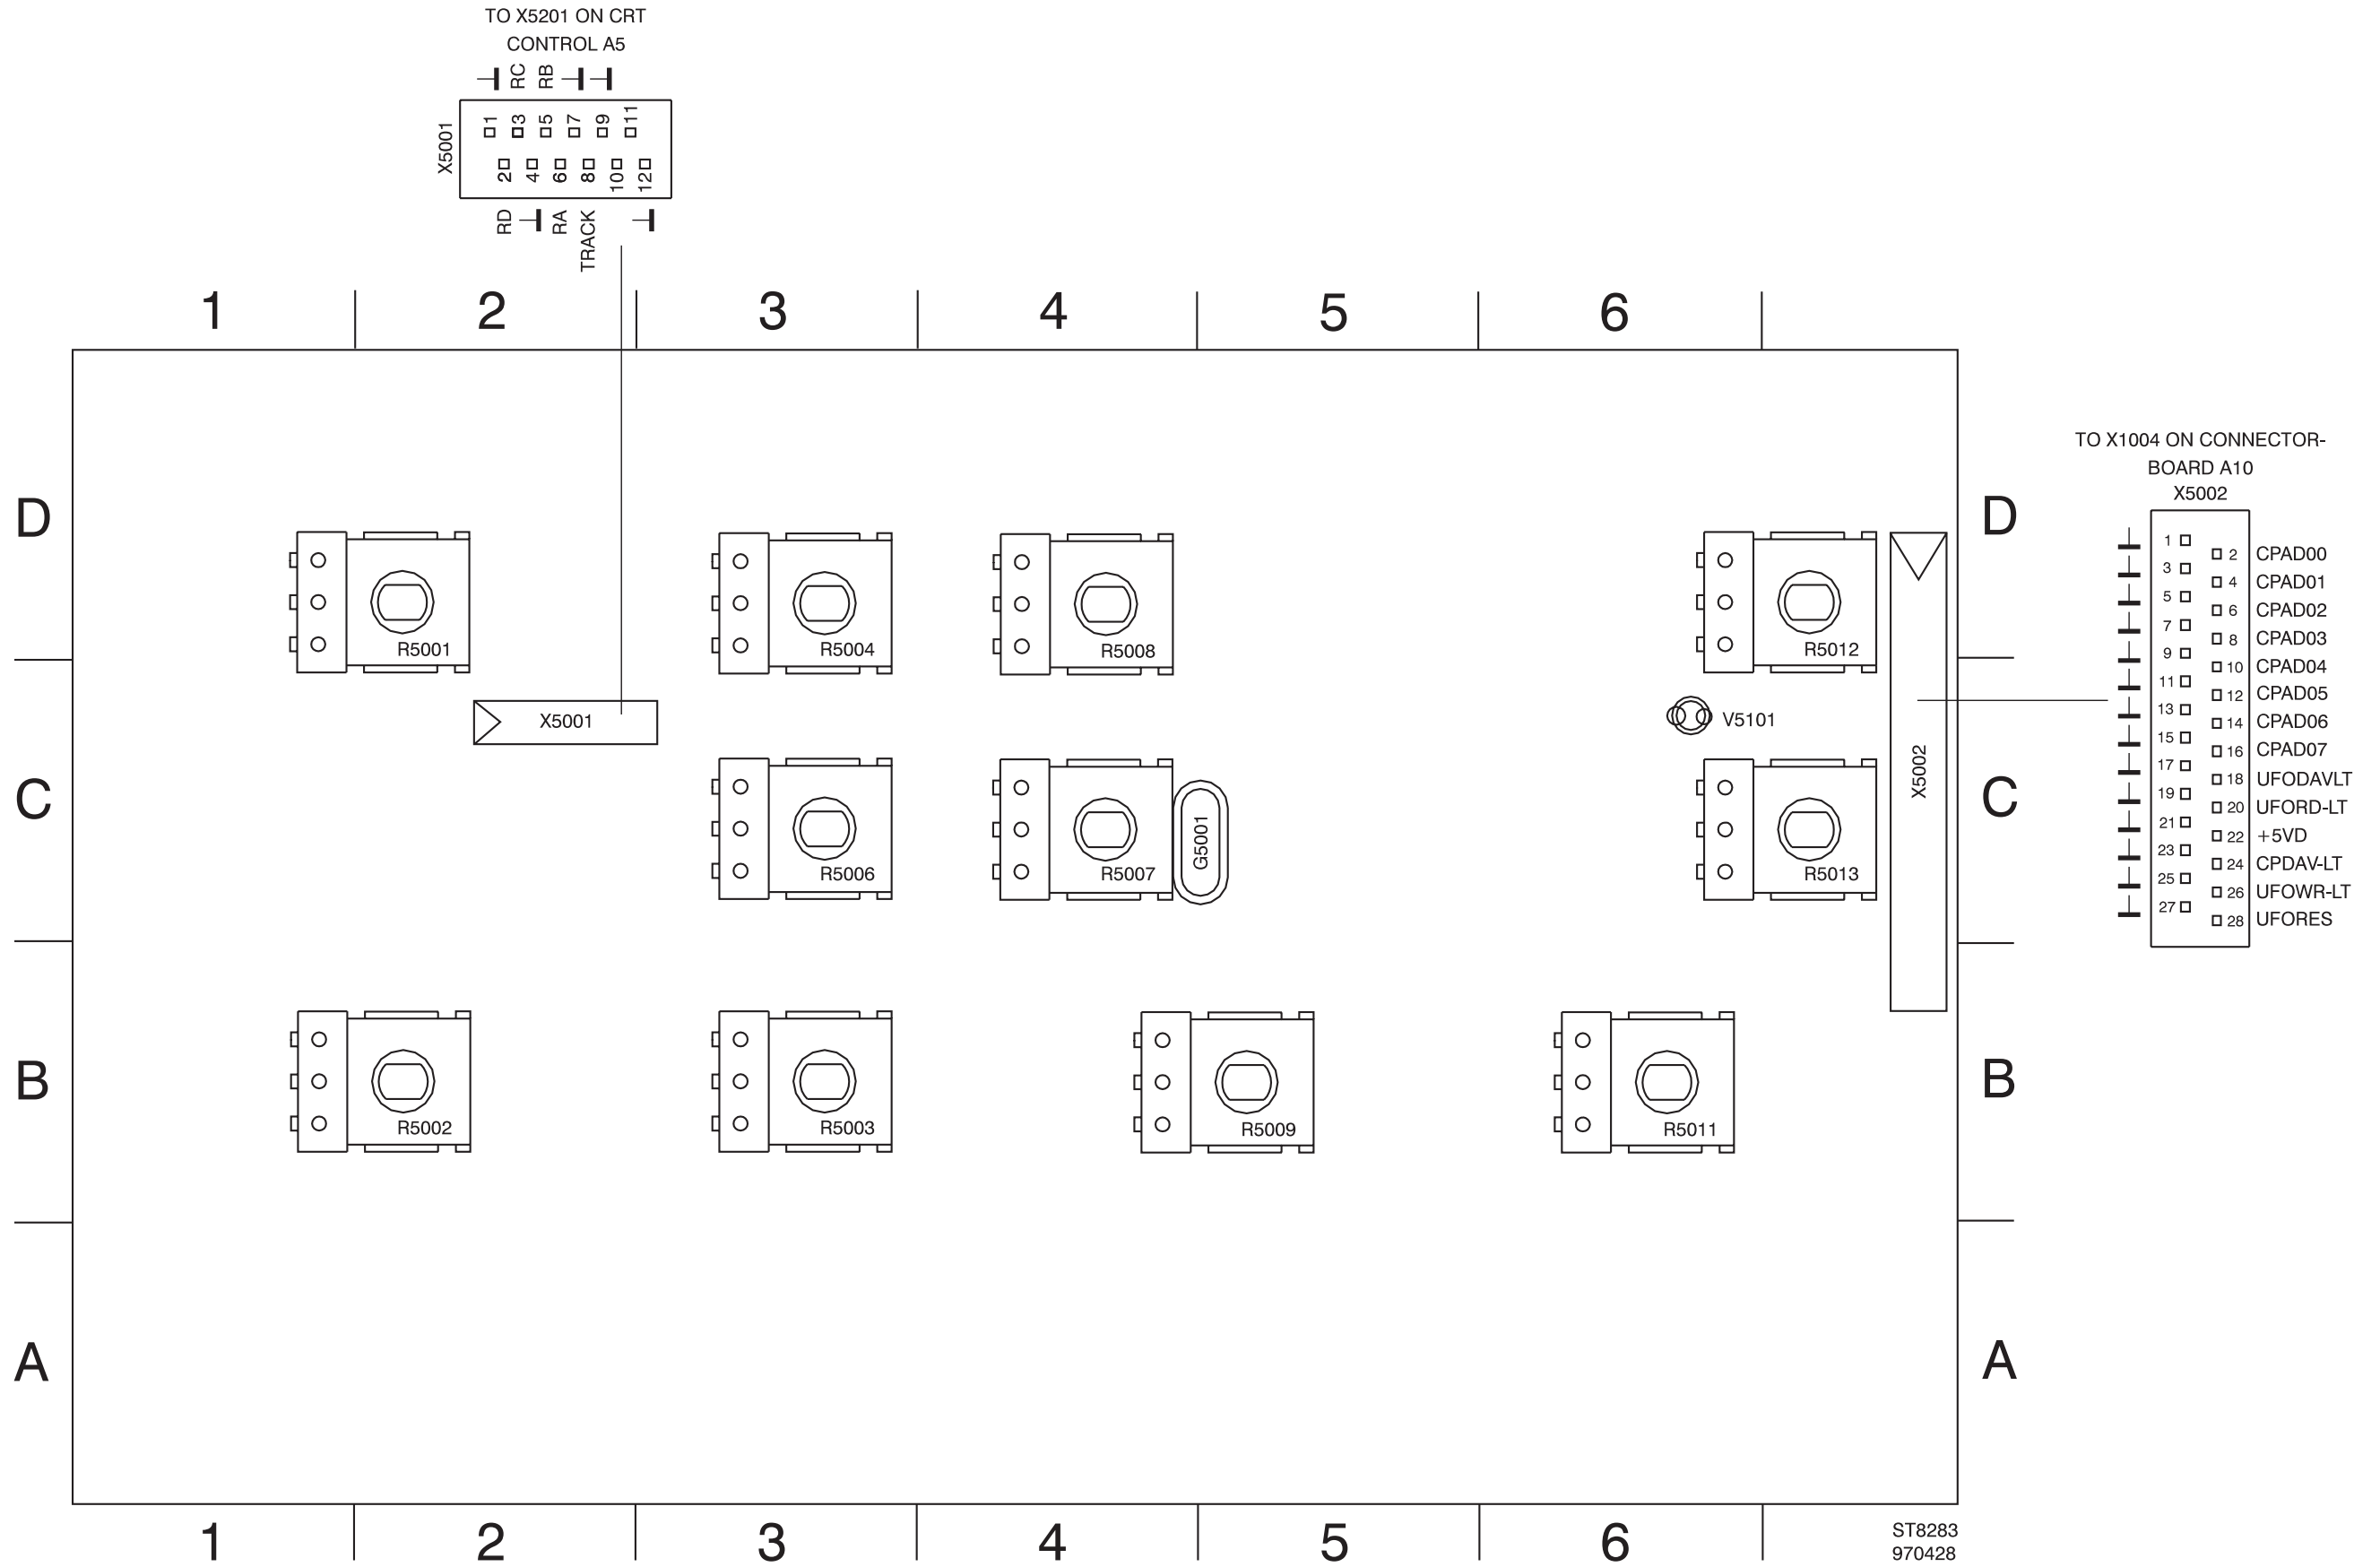 TO X5201 ON CRT
CONTROL A5
RC RB
X5001
1 3 5 7 9 11
2 4 6 8 10 12
RD RA TRACK
1 2 3 4 5 6
TO X1004 ON CONNECTOR-
BOARD A10
X5002
D D
1
2 CPAD00
3
4 CPAD01
5
6 CPAD02
7
8 CPAD03
9
10 CPAD04
11
12 CPAD05
13
14 CPAD06
15
16 CPAD07
17
18 UFODAVLT
19
20 UFORD-LT
21
22 +5VD
23
24 CPDAV-LT
25
26 UFOWR-LT
27
28 UFORES
R5001 R5004 R5008 R5012
X5001 V5101
X5002
C C
G5001
R5006 R5007 R5013
B B
R5002 R5003 R5009 R5011
A A
1 2 3 4 5 6
ST8283
970428